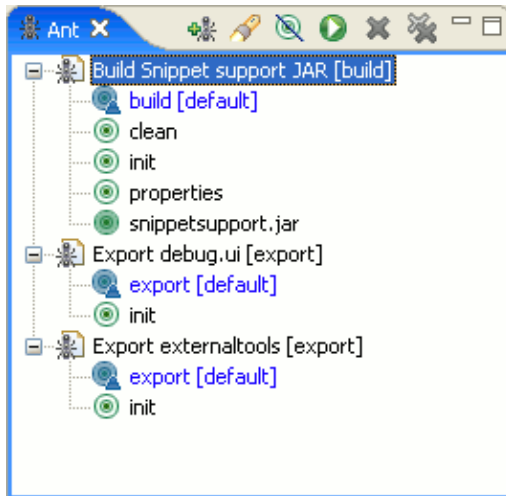 Ant
Build Snippet support JAR [build]
build [default]
clean
init
properties
snippetsupport.jar
Export debug.ui [export]
export [default]
init
Export externaltools [export]
export [default]
init